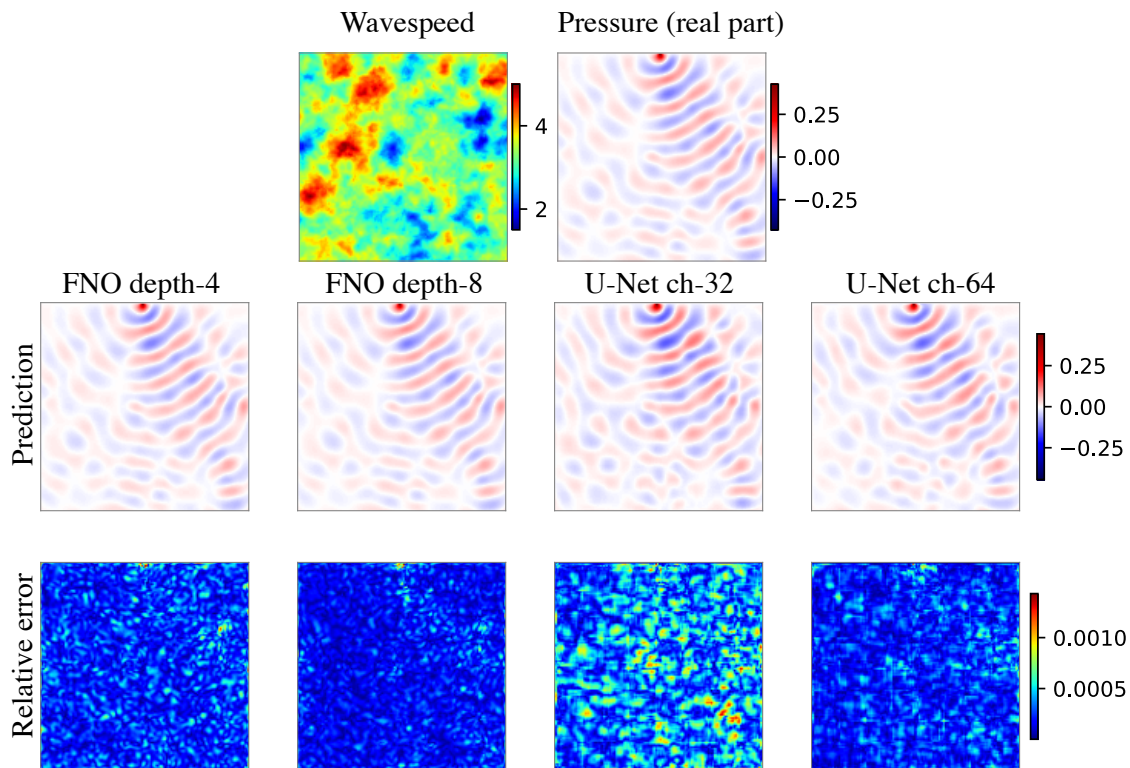 Wavespeed Pressure (real part)
4
2
0.25
0.00
−0.25
FNO depth-4 FNO depth-8 U-Net ch-32 U-Net ch-64
Prediction
0.25
0.00
−0.25
Relative error
0.0010
0.0005